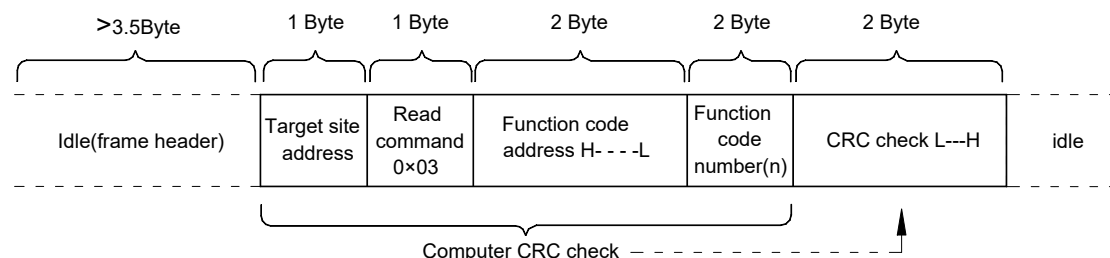 >3.5Byte
1 Byte
1 Byte
2 Byte
2 Byte
2 Byte
Idle(frame header)
Target site
address
Read
command
0×03
Function code
address H- - - -L
Function
code
number(n)
CRC check L---H
idle
Computer CRC check